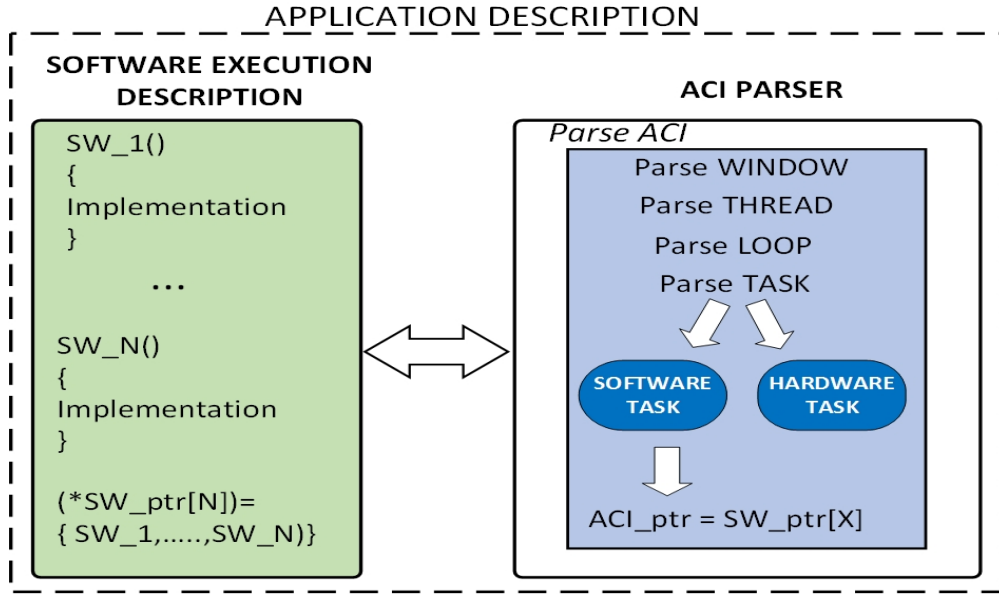 APPLICATION DESCRIPTION
SOFTWARE EXECUTION
DESCRIPTION
SW_1()
{
Implementation
}
...
SW_N()
{
Implementation
}
(*SW_ptr[N])=
{ SW_1,.....,SW_N)}
ACI PARSER
Parse ACI
Parse WINDOW
Parse THREAD
Parse LOOP
Parse TASK
SOFTWARE
TASK
HARDWARE
TASK
ACI_ptr = SW_ptr[X]